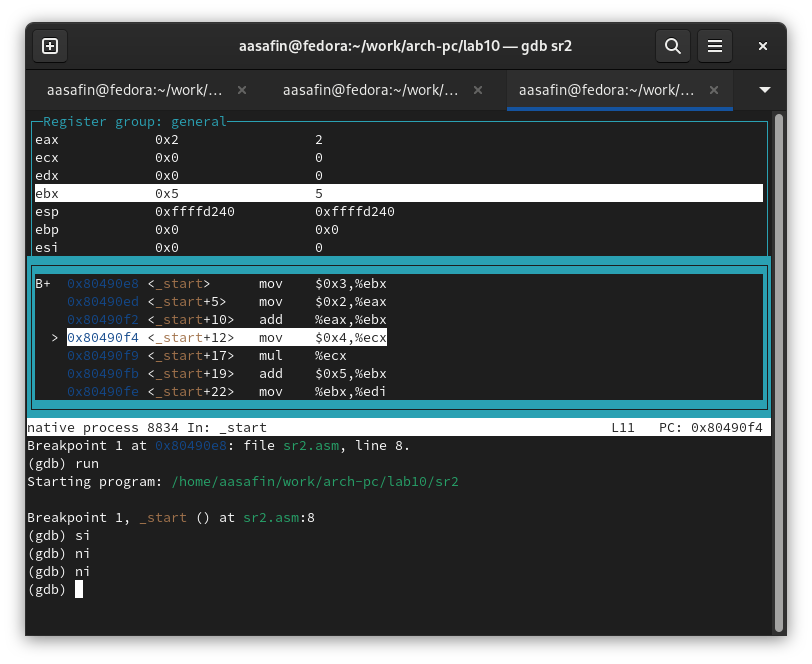 aasafin@fedora:~/work/arch-pc/lab10 — gdb sr2
aasafin@fedora:~/work/... aasafin@fedora:~/work/... aasafin@fedora:~/work/...
Register group: general
eax 0x2 2
ecx 0x0 0
edx 0x0 0
ebx 0x5 5
esp 0xffffd240 0xffffd240
ebp 0x0 0x0
esi 0x0 0
B+ 0x80490e8 <_start> mov $0x3,%ebx
0x80490ed <_start+5> mov $0x2,%eax
0x80490f2 <_start+10> add %eax,%ebx
> 0x80490f4 <_start+12> mov $0x4,%ecx
0x80490f9 <_start+17> mul %ecx
0x80490fb <_start+19> add $0x5,%ebx
0x80490fe <_start+22> mov %ebx,%edi
native process 8834 In: _start L11 PC: 0x80490f4
Breakpoint 1 at 0x80490e8: file sr2.asm, line 8.
(gdb) run
Starting program: /home/aasafin/work/arch-pc/lab10/sr2
Breakpoint 1, _start () at sr2.asm:8
(gdb) si
(gdb) ni
(gdb) ni
(gdb)